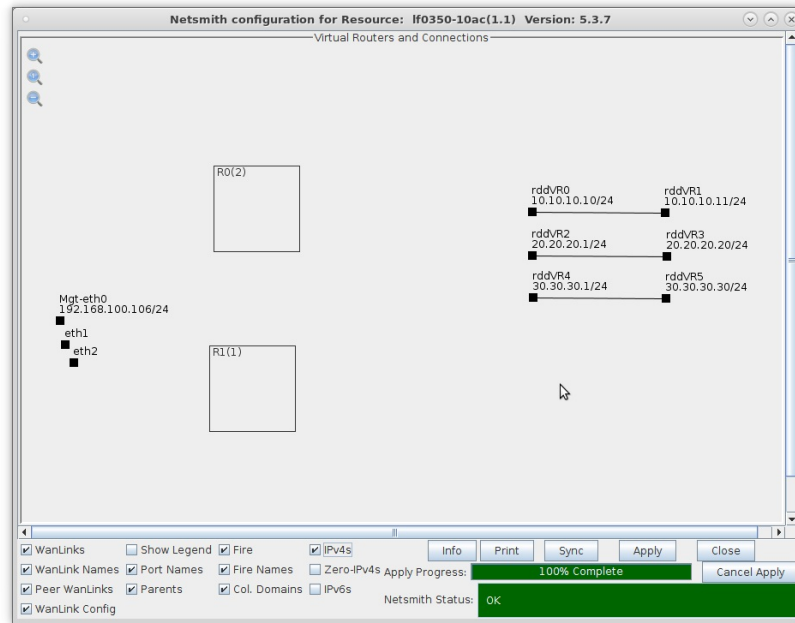 Netsmith configuration for Resource: lf0350-10ac(1.1) Version: 5.3.7
Virtual Routers and Connections
R0(2)
rddVR0
10.10.10.10/24
rddVR1
10.10.10.11/24
rddVR2
20.20.20.1/24
rddVR3
20.20.20.20/24
rddVR4
30.30.30.1/24
rddVR5
30.30.30.30/24
Mgt-eth0
192.168.100.106/24
eth1
eth2
R1(1)
WanLinks Show Legend Fire IPv4s Info Print Sync Apply Close
WanLink Names Port Names Fire Names Zero-IPv4s Apply Progress: 100% Complete Cancel Apply
Peer WanLinks Parents Col. Domains IPv6s Netsmith Status: OK
WanLink Config